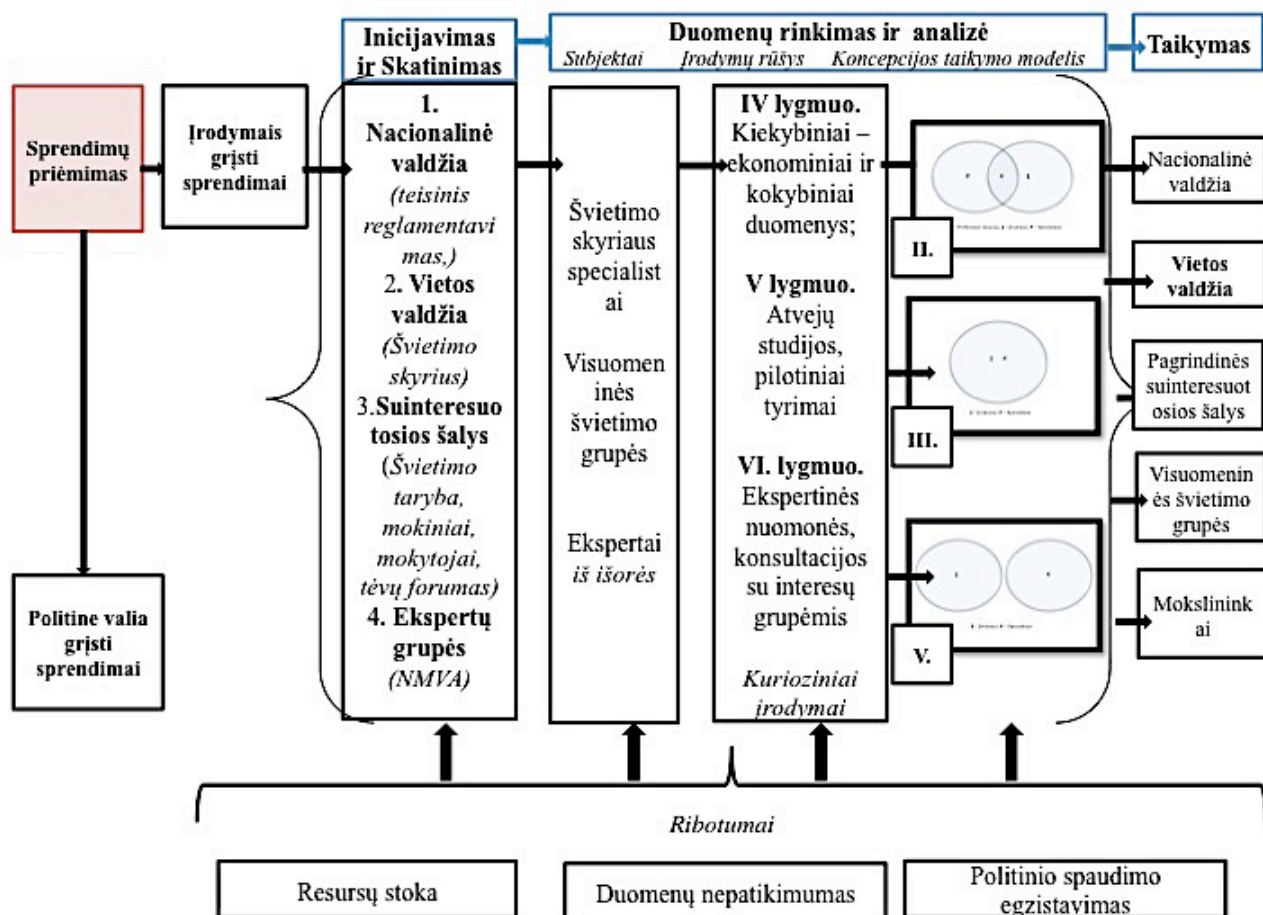 Inicijavimas
ir Skatinimas
Duomenų rinkimas ir analizė
Subjektai Įrodymų rūšys Koncepcijos taikymo modelis
Taikymas
Sprendimų
priėmimas
Įrodymais
grįsti
sprendimai
Politine valia
grįsti
sprendimai
1.
Nacionalinė
valdžia
(teisinis
reglamentavi
mas,)
2. Vietos
valdžia
(Švietimo
skyrius)
3.Suinteresuo
tosios šalys
(Švietimo
taryba,
mokiniai,
mokytojai,
tėvų forumas)
4. Ekspertų
grupės
(NMVA)
Švietimo
skyriaus
specialist
ai
Visuomen
inės
švietimo
grupės
Ekspertai
iš išorės
IV lygmuo.
Kiekybiniai –
ekonominiai ir
kokybiniai
duomenys;
V lygmuo.
Atvejų
studijos,
pilotiniai
tyrimai
VI. lygmuo.
Ekspertinės
nuomonės,
konsultacijos
su interesų
grupėmis
Kurioziniai
įrodymai
II.
III.
V.
Nacionalinė
valdžia
Vietos
valdžia
Pagrindinės
suinteresuot
osios šalys
Visuomenin
ės švietimo
grupės
Mokslinink
ai
Ribotumai
Resursų stoka
Duomenų nepatikimumas
Politinio spaudimo
egzistavimas